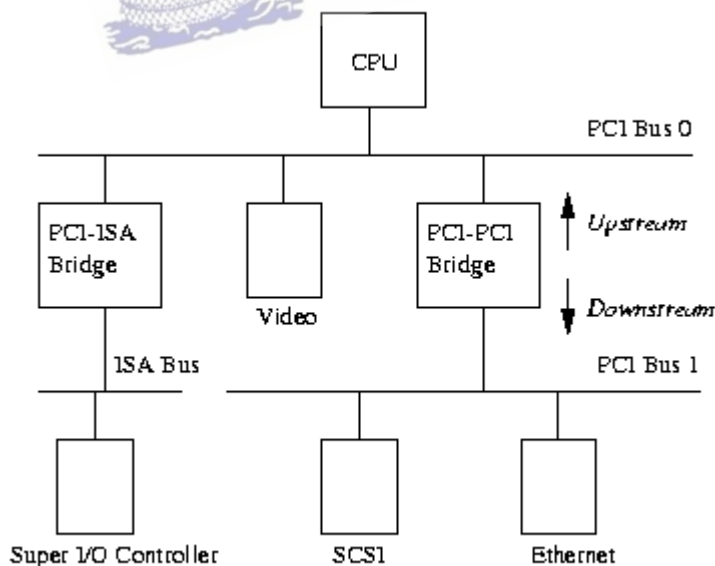 CPU
PCI Bus 0
PCI-ISA
Bridge
Video
PCI-PCI
Bridge
Upstream
Downstream
ISA Bus
PCI Bus 1
Super I/O Controller
SCSI
Ethernet